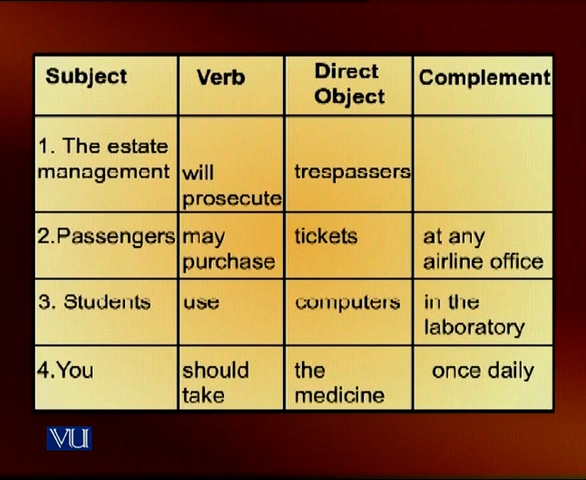 Subject Verb Direct Object Complement
1. The estate management will prosecute trespassers
2.Passengers may purchase tickets at any airline office
3. Students use computers in the laboratory
4.You should take the medicine once daily
VU